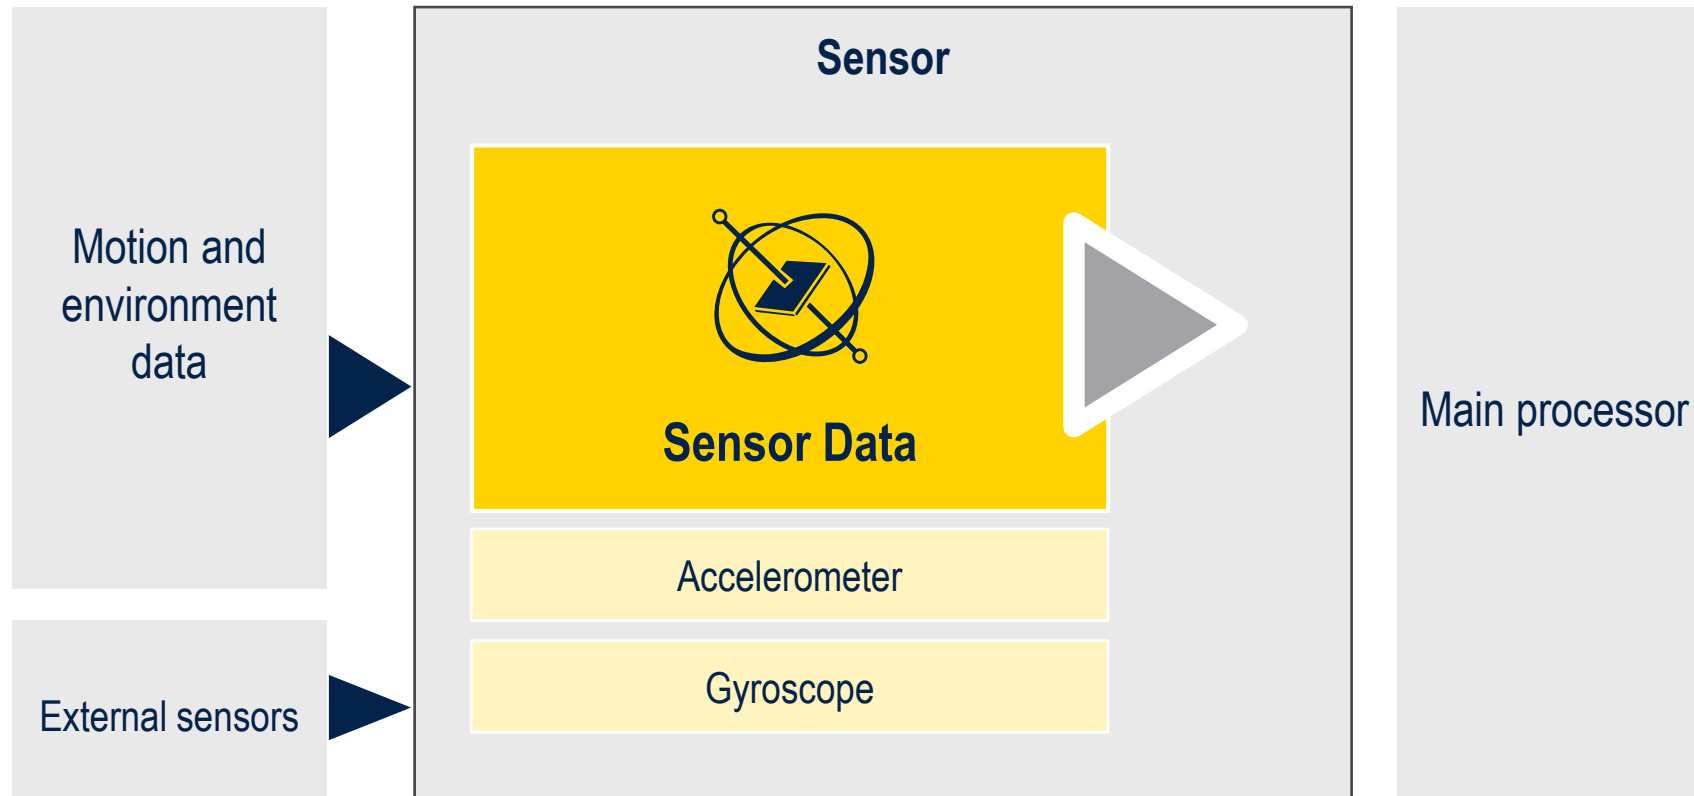 Sensor
Motion and
environment
data
Sensor Data
Accelerometer
Gyroscope
External sensors
Main processor